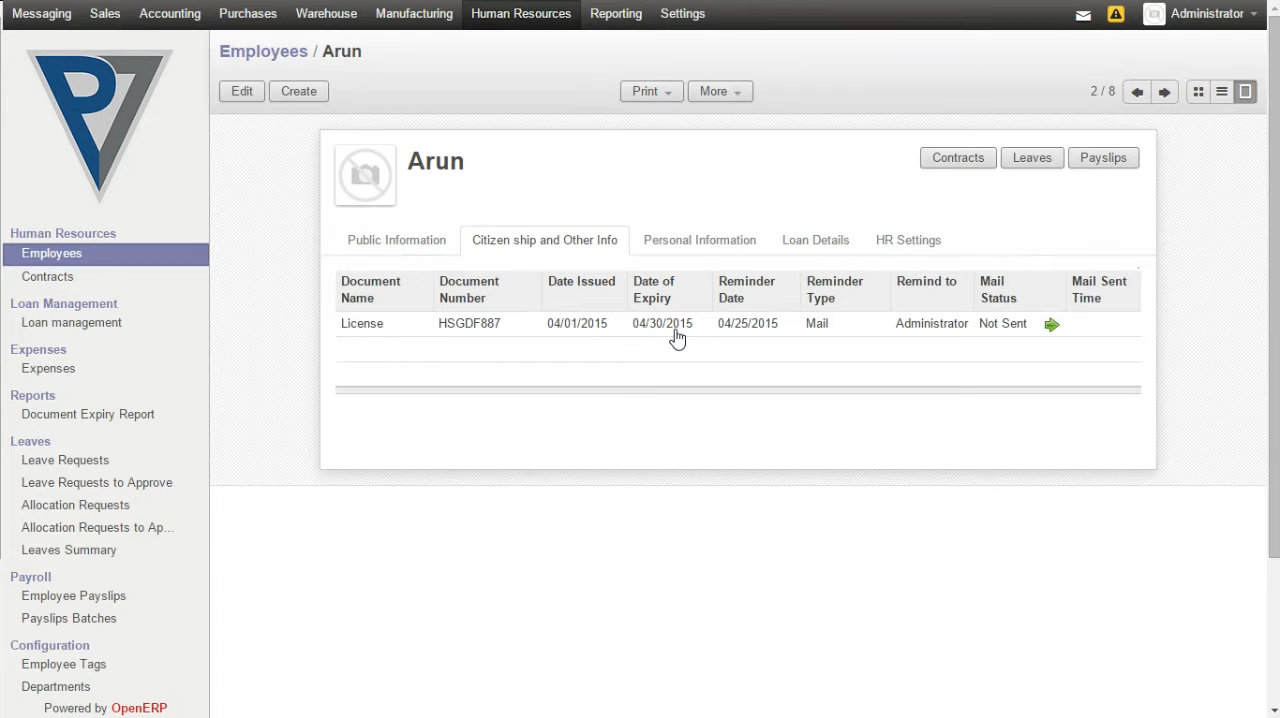 Messaging Sales Accounting Purchases Warehouse Manufacturing Human Resources Reporting Settings Administrator
Employees / Arun
Edit Create Print More 2 / 8
P7
Human Resources
Employees
Contracts
Loan Management
Loan management
Expenses
Expenses
Reports
Document Expiry Report
Leaves
Leave Requests
Leave Requests to Approve
Allocation Requests
Allocation Requests to Ap...
Leaves Summary
Payroll
Employee Payslips
Payslips Batches
Configuration
Employee Tags
Departments
Powered by OpenERP
Arun
Contracts Leaves Payslips
Public Information Citizen ship and Other Info Personal Information Loan Details HR Settings
Document Name Document Number Date Issued Date of Expiry Reminder Date Reminder Type Remind to Mail Status Mail Sent Time
License HSGDF887 04/01/2015 04/30/2015 04/25/2015 Mail Administrator Not Sent